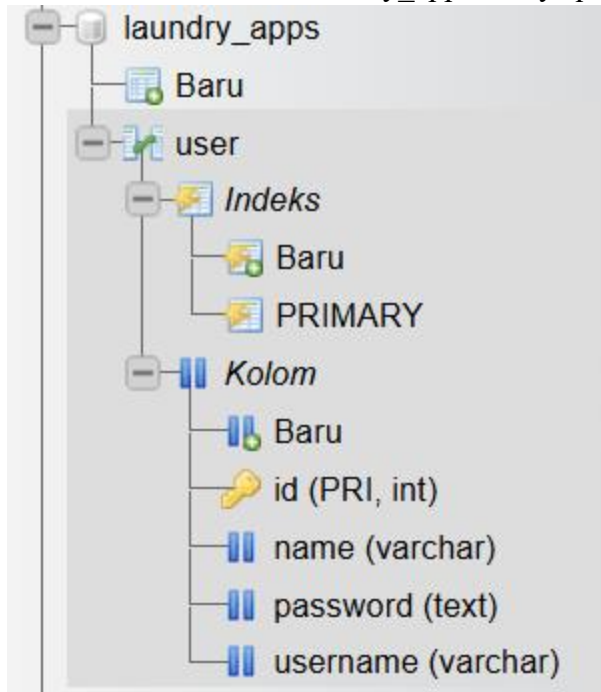 laundry_apps
Baru
user
Indeks
Baru
PRIMARY
Kolom
Baru
id (PRI, int)
name (varchar)
password (text)
username (varchar)